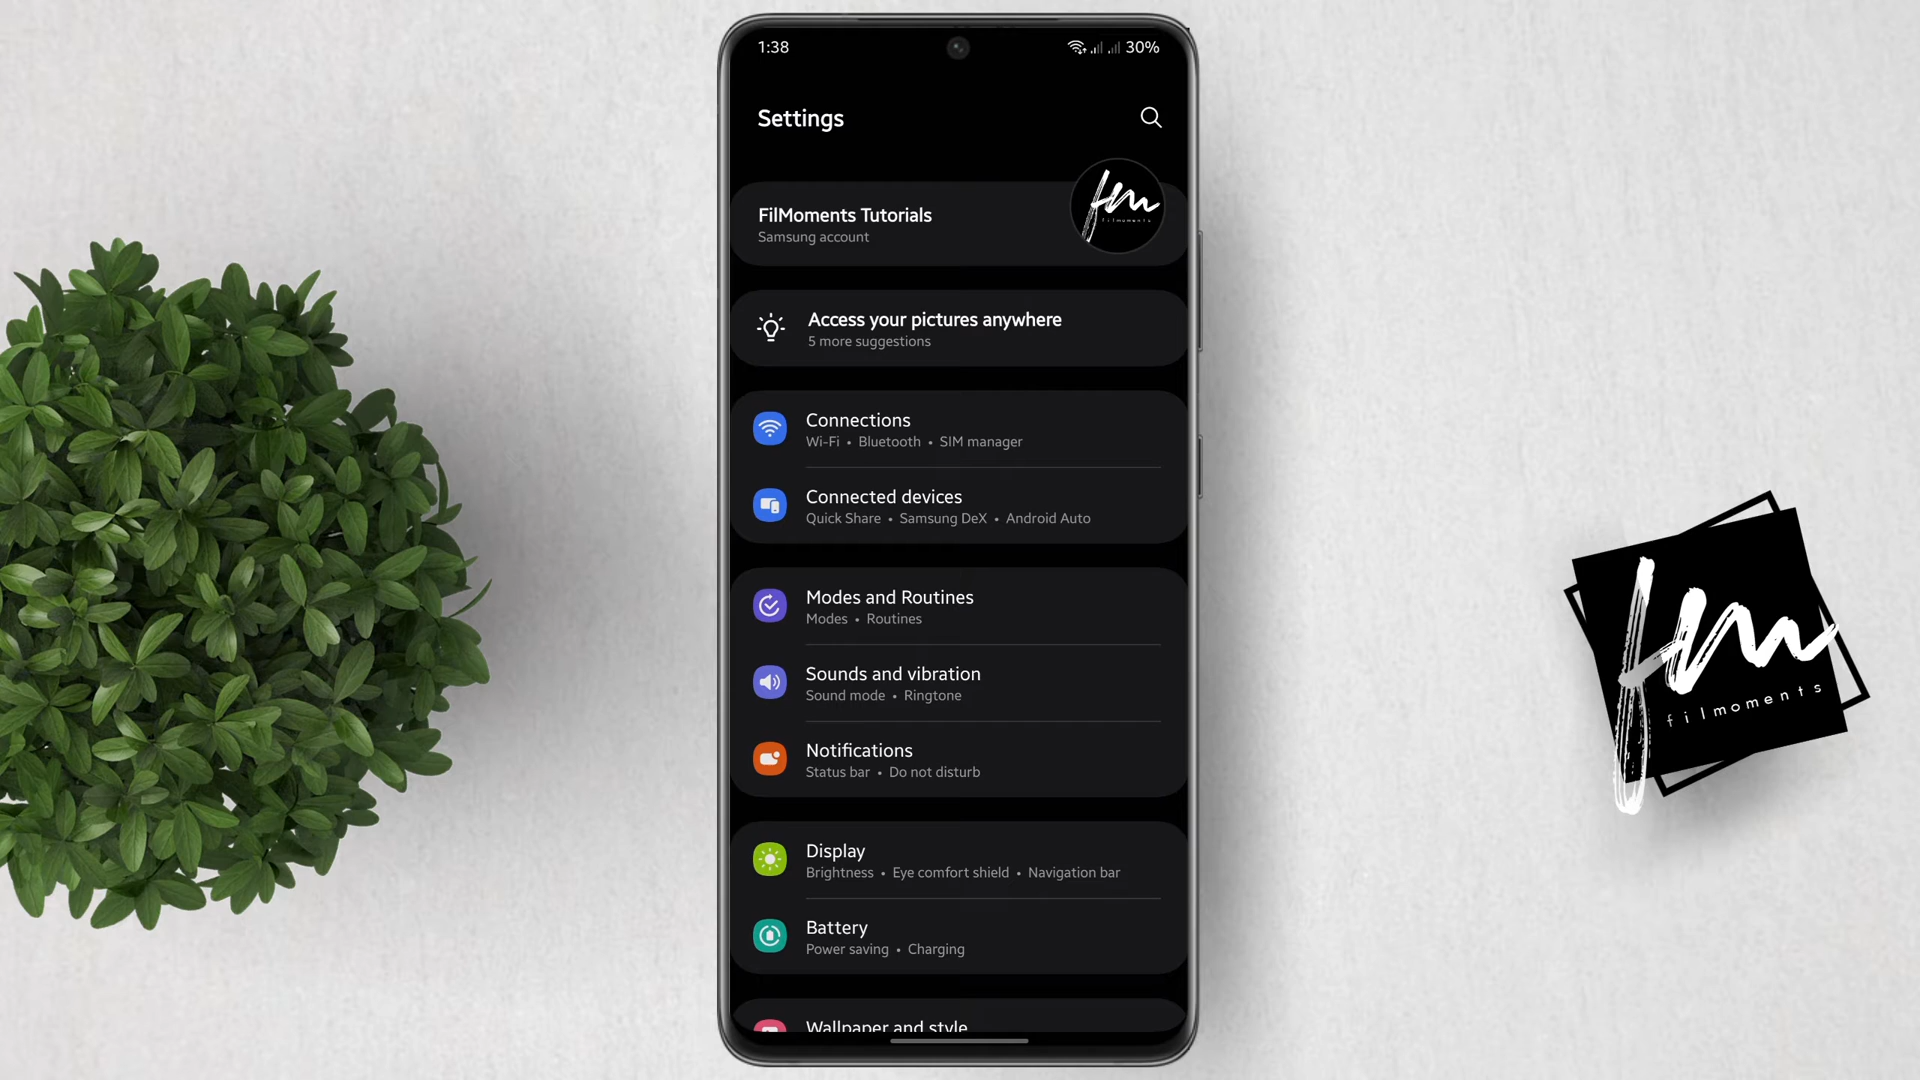 1:38
30%
Settings
FilMoments Tutorials
Samsung account
filmoments
Access your pictures anywhere
5 more suggestions
Connections
Wi-Fi • Bluetooth • SIM manager
Connected devices
Quick Share • Samsung DeX • Android Auto
Modes and Routines
Modes • Routines
Sounds and vibration
Sound mode • Ringtone
Notifications
Status bar • Do not disturb
Display
Brightness • Eye comfort shield • Navigation bar
Battery
Power saving • Charging
Wallpaper and style
fm
filmoments